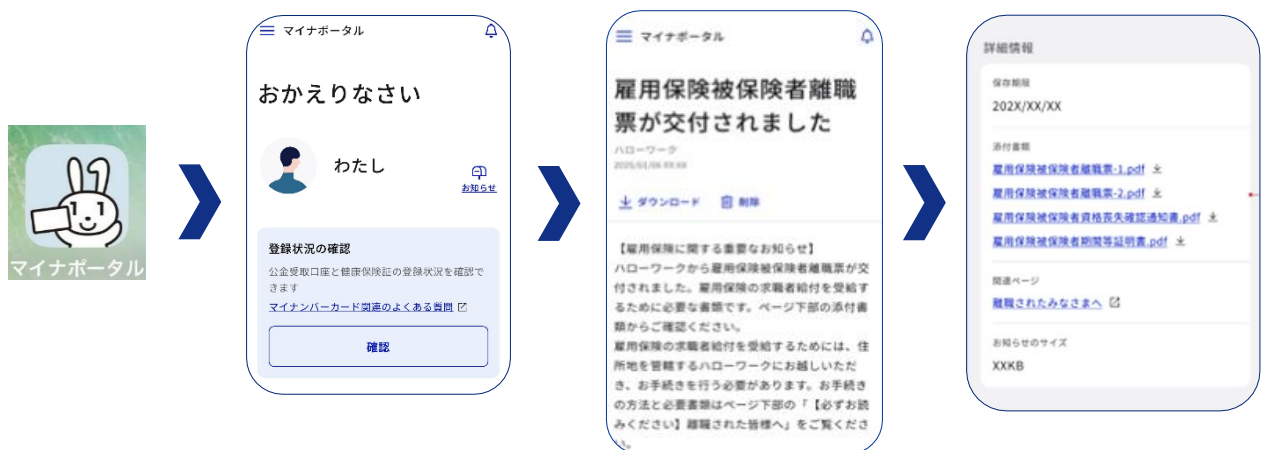 マイナポータル
マイナポータル
おかえりなさい
わたし
お知らせ
登録状況の確認
公金受取口座と健康保険証の登録状況を確認で
きます
マイナンバーカード関連のよくある質問
確認
マイナポータル
雇用保険被保険者離職
票が交付されました
ハローワーク
ダウンロード
削除
【雇用保険に関する重要なお知らせ】
ハローワークから雇用保険被保険者離職票が交
付されました。雇用保険の求職者給付を受給す
るために必要な書類です。ページ下部の添付書
類からご確認ください。
雇用保険の求職者給付を受給するためには、住
所地を管轄するハローワークにお越しいただ
き、お手続きを行う必要があります。お手続き
の方法と必要書類はページ下部の「【必ずお読
みください】離職された皆様へ」をご覧くださ
い。
詳細情報
保存期限
202X/XX/XX
添付書類
雇用保険被保険者離職票-1.pdf
雇用保険被保険者離職票-2.pdf
雇用保険被保険者資格喪失確認通知書.pdf
雇用保険被保険者期間等証明書.pdf
関連ページ
離職されたみなさまへ
お知らせのサイズ
XXKB